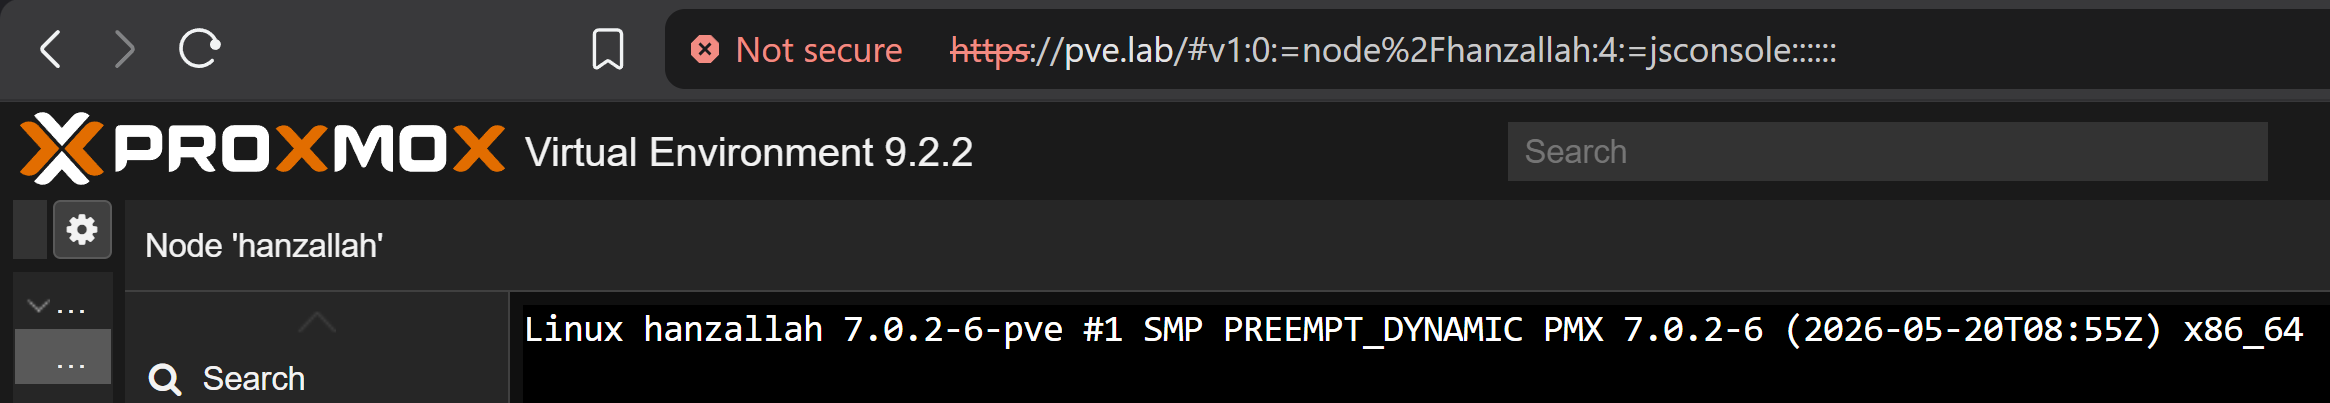 Not secure https://pve.lab/#v1:0:=node%2Fhanzallah:4:=jsconsole::::::
PROXMOX Virtual Environment 9.2.2
Search
Node 'hanzallah'
...
Linux hanzallah 7.0.2-6-pve #1 SMP PREEMPT_DYNAMIC PMX 7.0.2-6 (2026-05-20T08:55Z) x86_64
...
Search